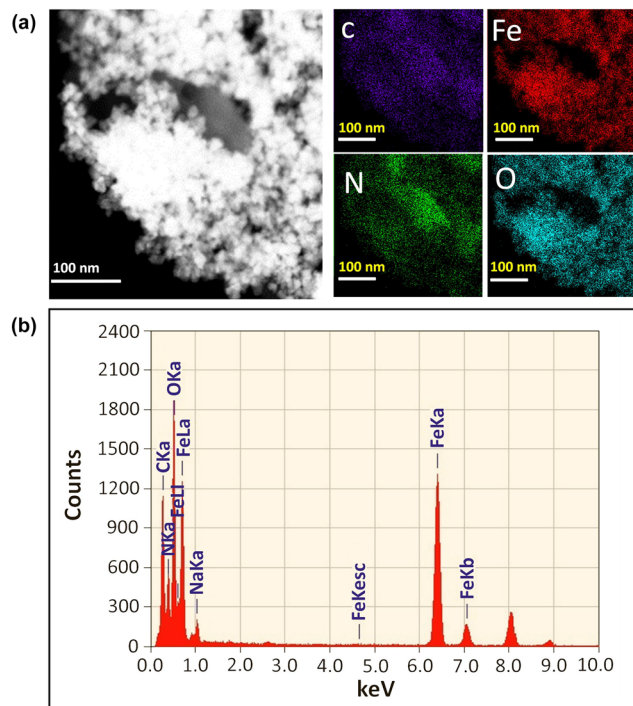 (a)
100 nm
C
100 nm
Fe
100 nm
N
100 nm
O
100 nm
(b)
2400
2100
1800
1500
1200
900
600
300
0
Counts
CKa
NKa
OKa
FeLl
FeLa
NaKa
FeKesc
FeKa
FeKb
0.0 1.0 2.0 3.0 4.0 5.0 6.0 7.0 8.0 9.0 10.0
keV